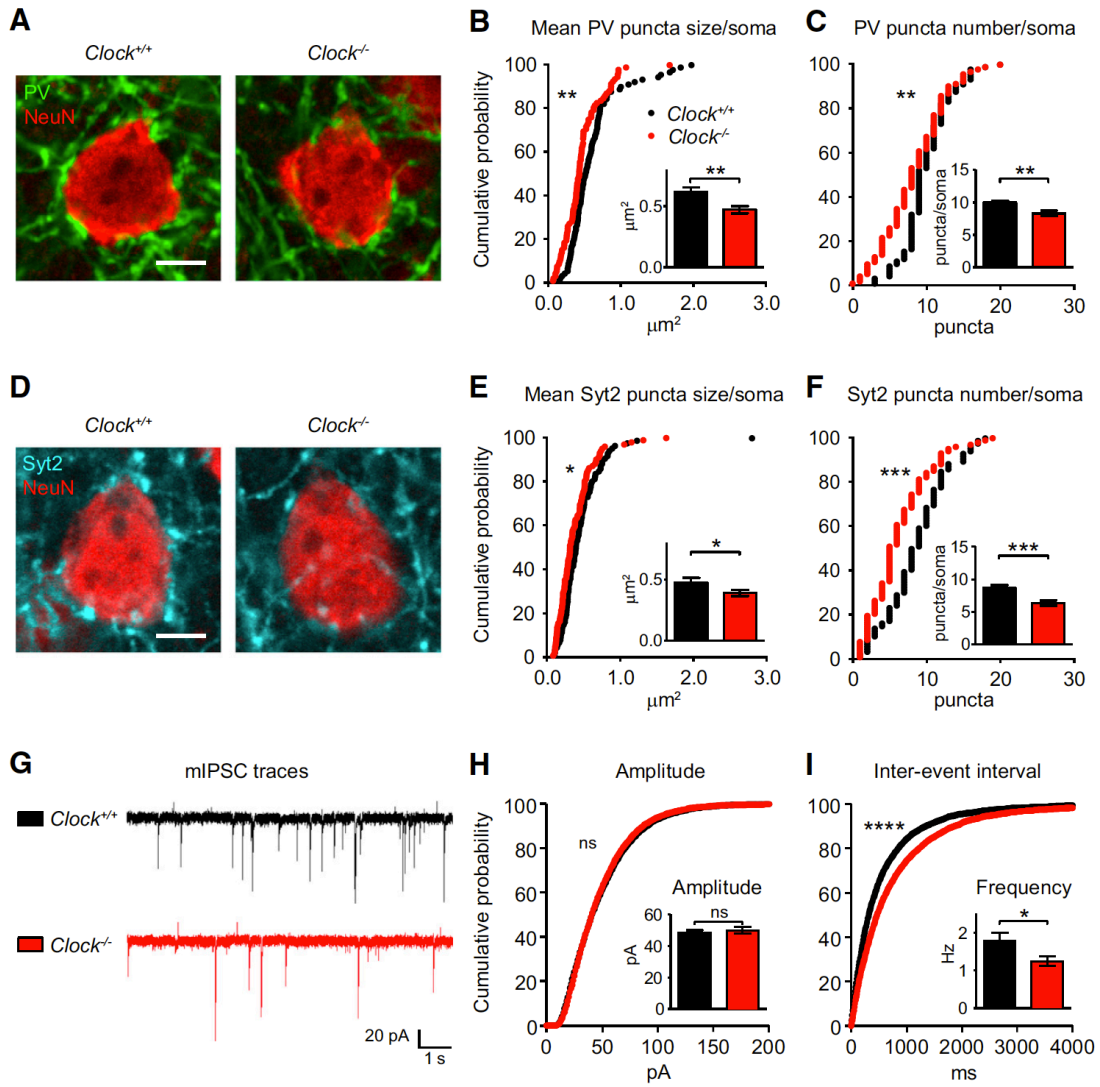 A
Clock+/+
Clock-/-
PV
NeuN
B
Mean PV puncta size/soma
Cumulative probability
100
80
60
40
20
0
0.0
1.0
2.0
3.0
µm2
**
Clock+/+
Clock-/-
µm2
0.5
0.0
**
C
PV puncta number/soma
100
80
60
40
20
0
0
10
20
30
puncta
**
puncta/soma
15
10
5
0
**
D
Clock+/+
Clock-/-
Syt2
NeuN
E
Mean Syt2 puncta size/soma
Cumulative probability
100
80
60
40
20
0
0.0
1.0
2.0
3.0
µm2
*
µm2
0.5
0.0
*
F
Syt2 puncta number/soma
100
80
60
40
20
0
0
10
20
30
puncta
***
puncta/soma
15
10
5
0
***
G
mIPSC traces
Clock+/+
Clock-/-
20 pA
1 s
H
Amplitude
Cumulative probability
100
80
60
40
20
0
0
50
100
150
200
pA
ns
Amplitude
pA
60
40
20
0
ns
I
Inter-event interval
100
80
60
40
20
0
0
1000
2000
3000
4000
ms
****
Frequency
Hz
2
1
0
*